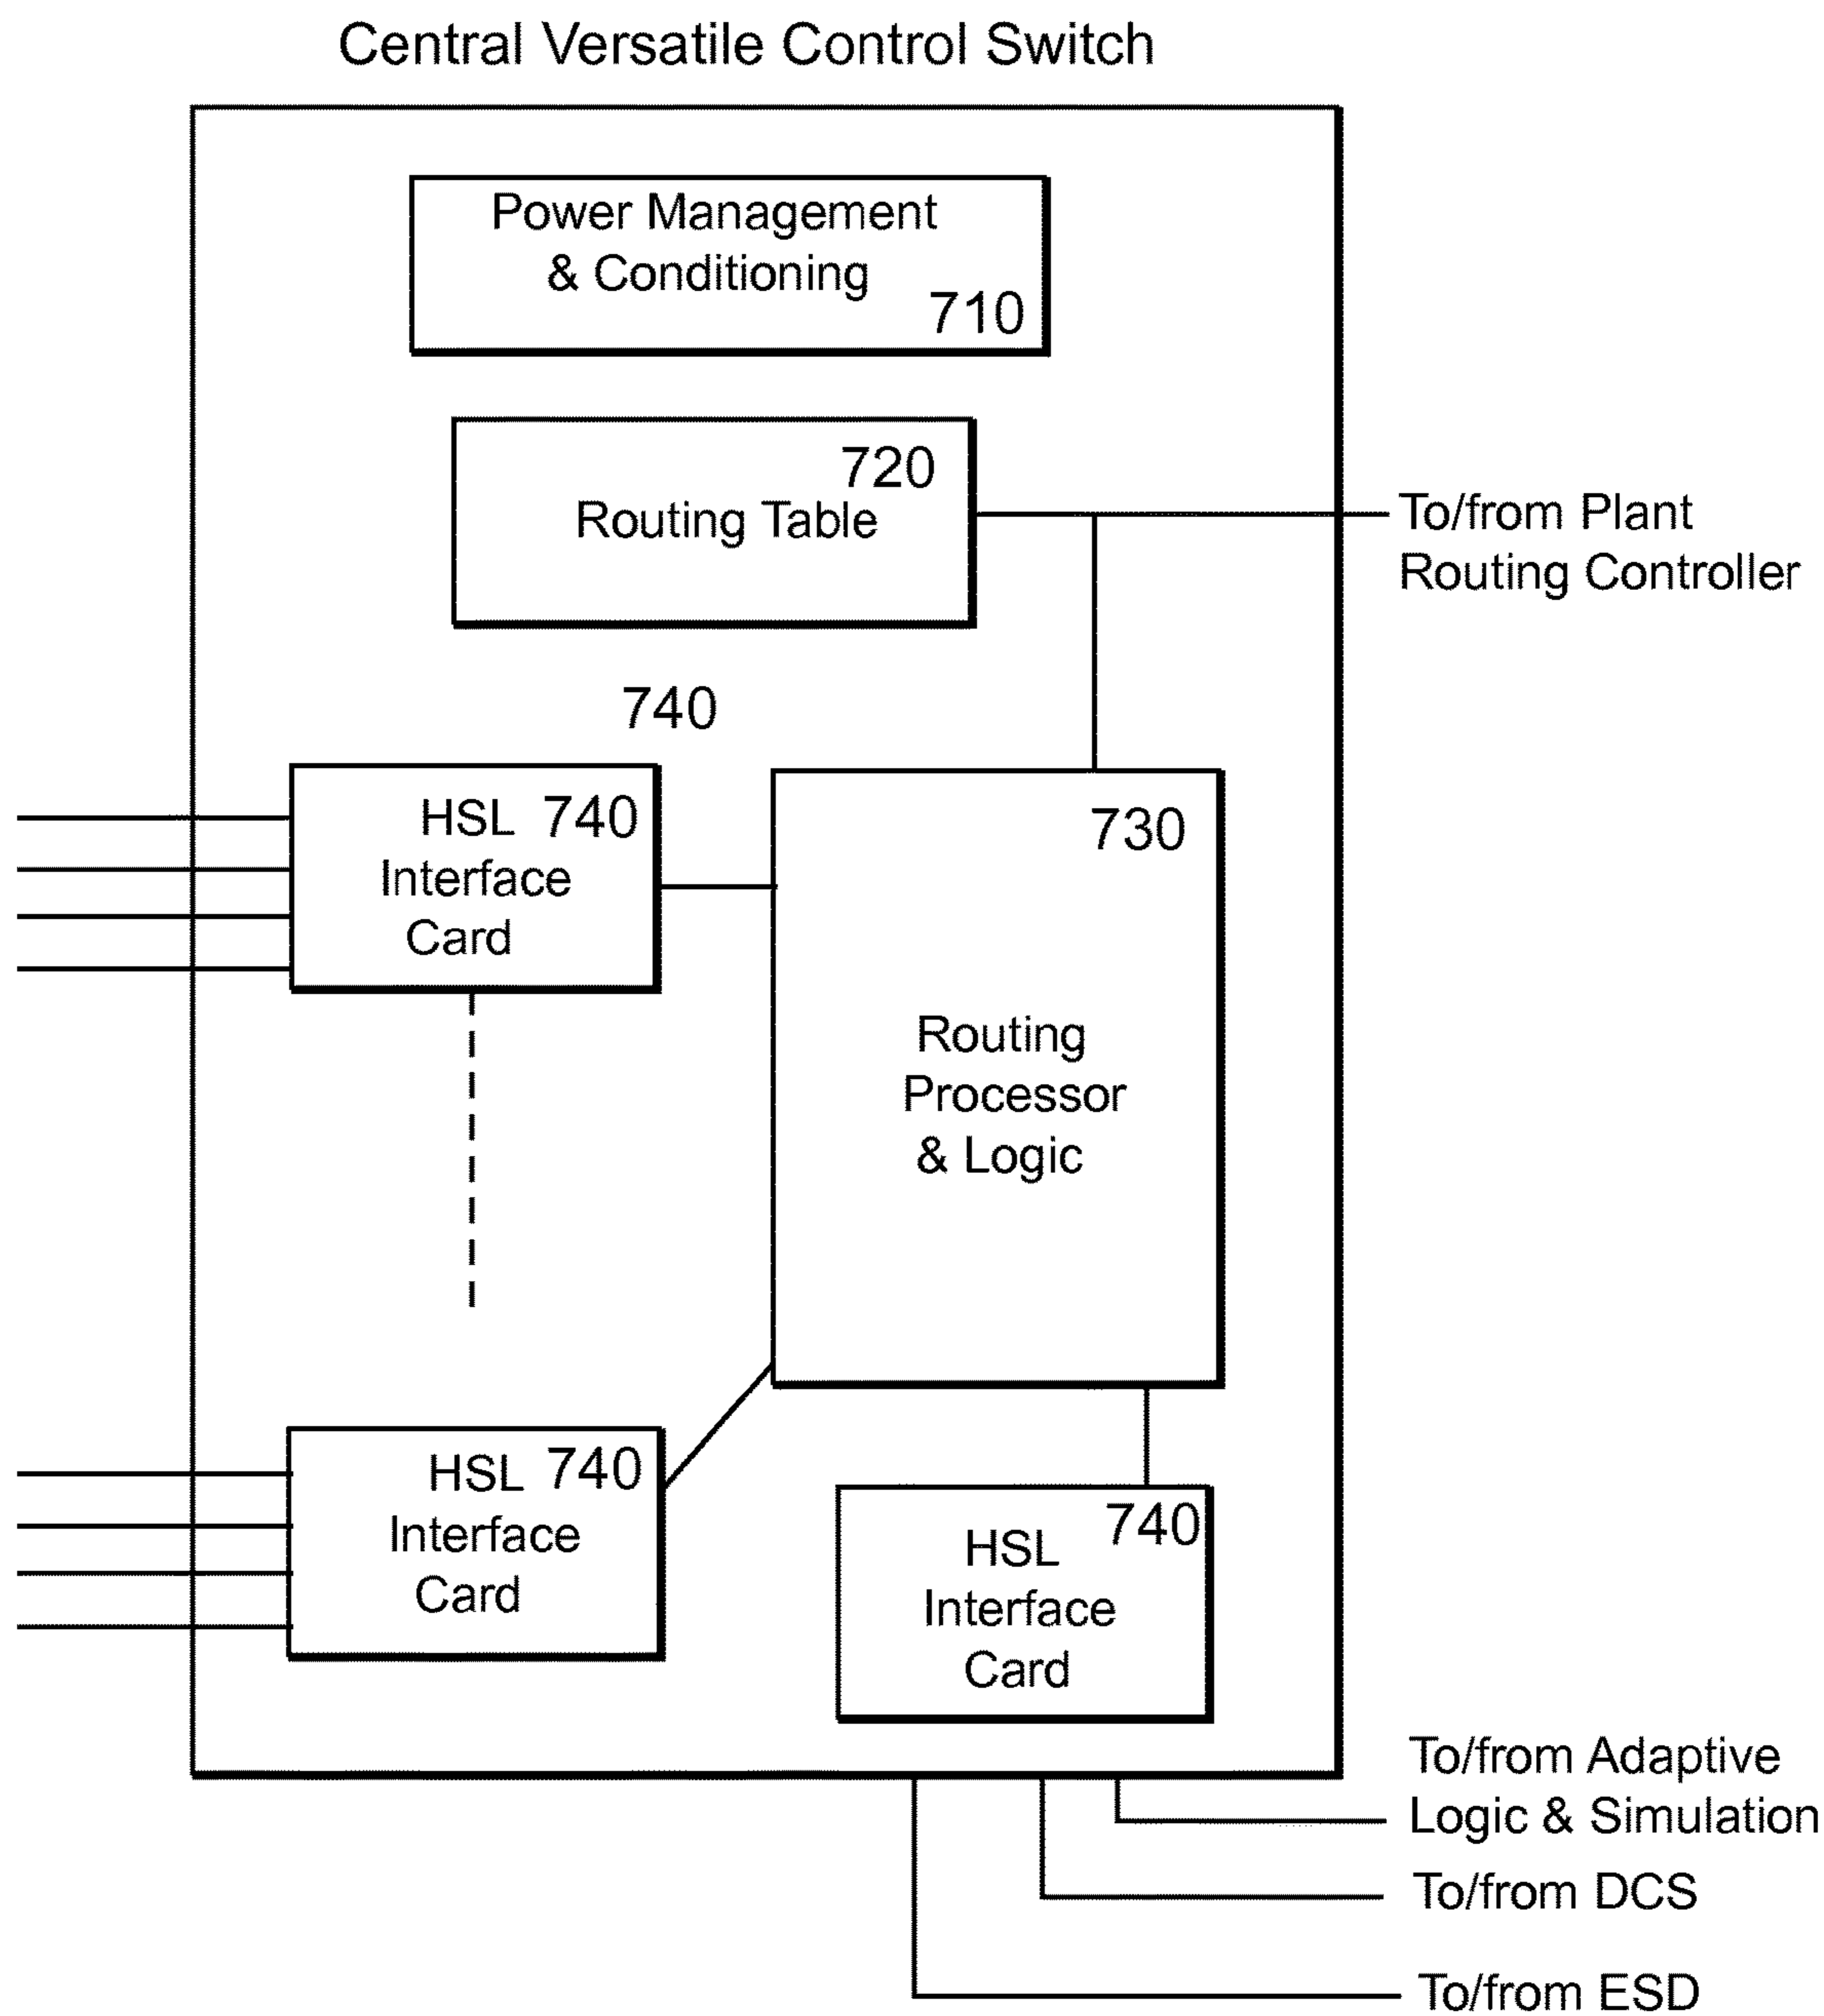 Central Versatile Control Switch
Power Management
& Conditioning
710
720
Routing Table
To/from Plant
Routing Controller
740
HSL 740
Interface
Card
730
Routing
Processor
& Logic
HSL 740
Interface
Card
740
HSL
Interface
Card
To/from Adaptive
Logic & Simulation
To/from DCS
To/from ESD